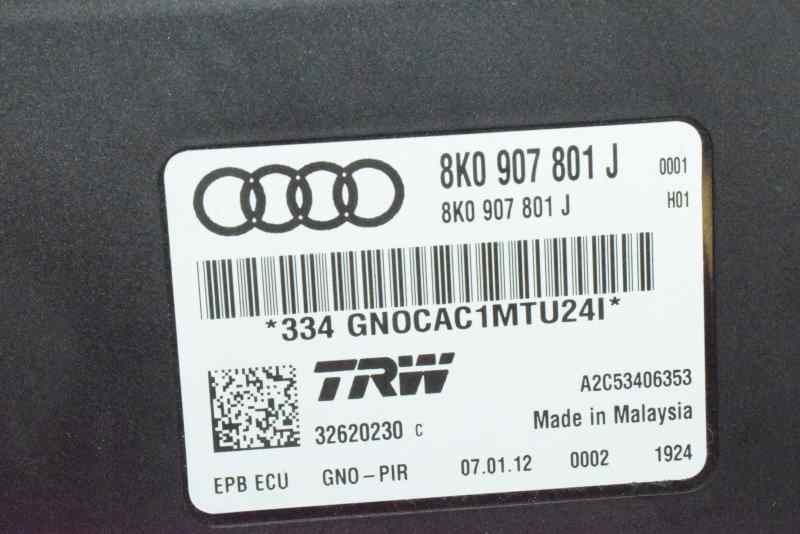 8K0 907 801 J 0001
8K0 907 801 J H01
*334 GNOCAC1MTU24I*
TRW A2C53406353
32620230 C Made in Malaysia
EPB ECU GNO-PIR 07.01.12 0002 1924